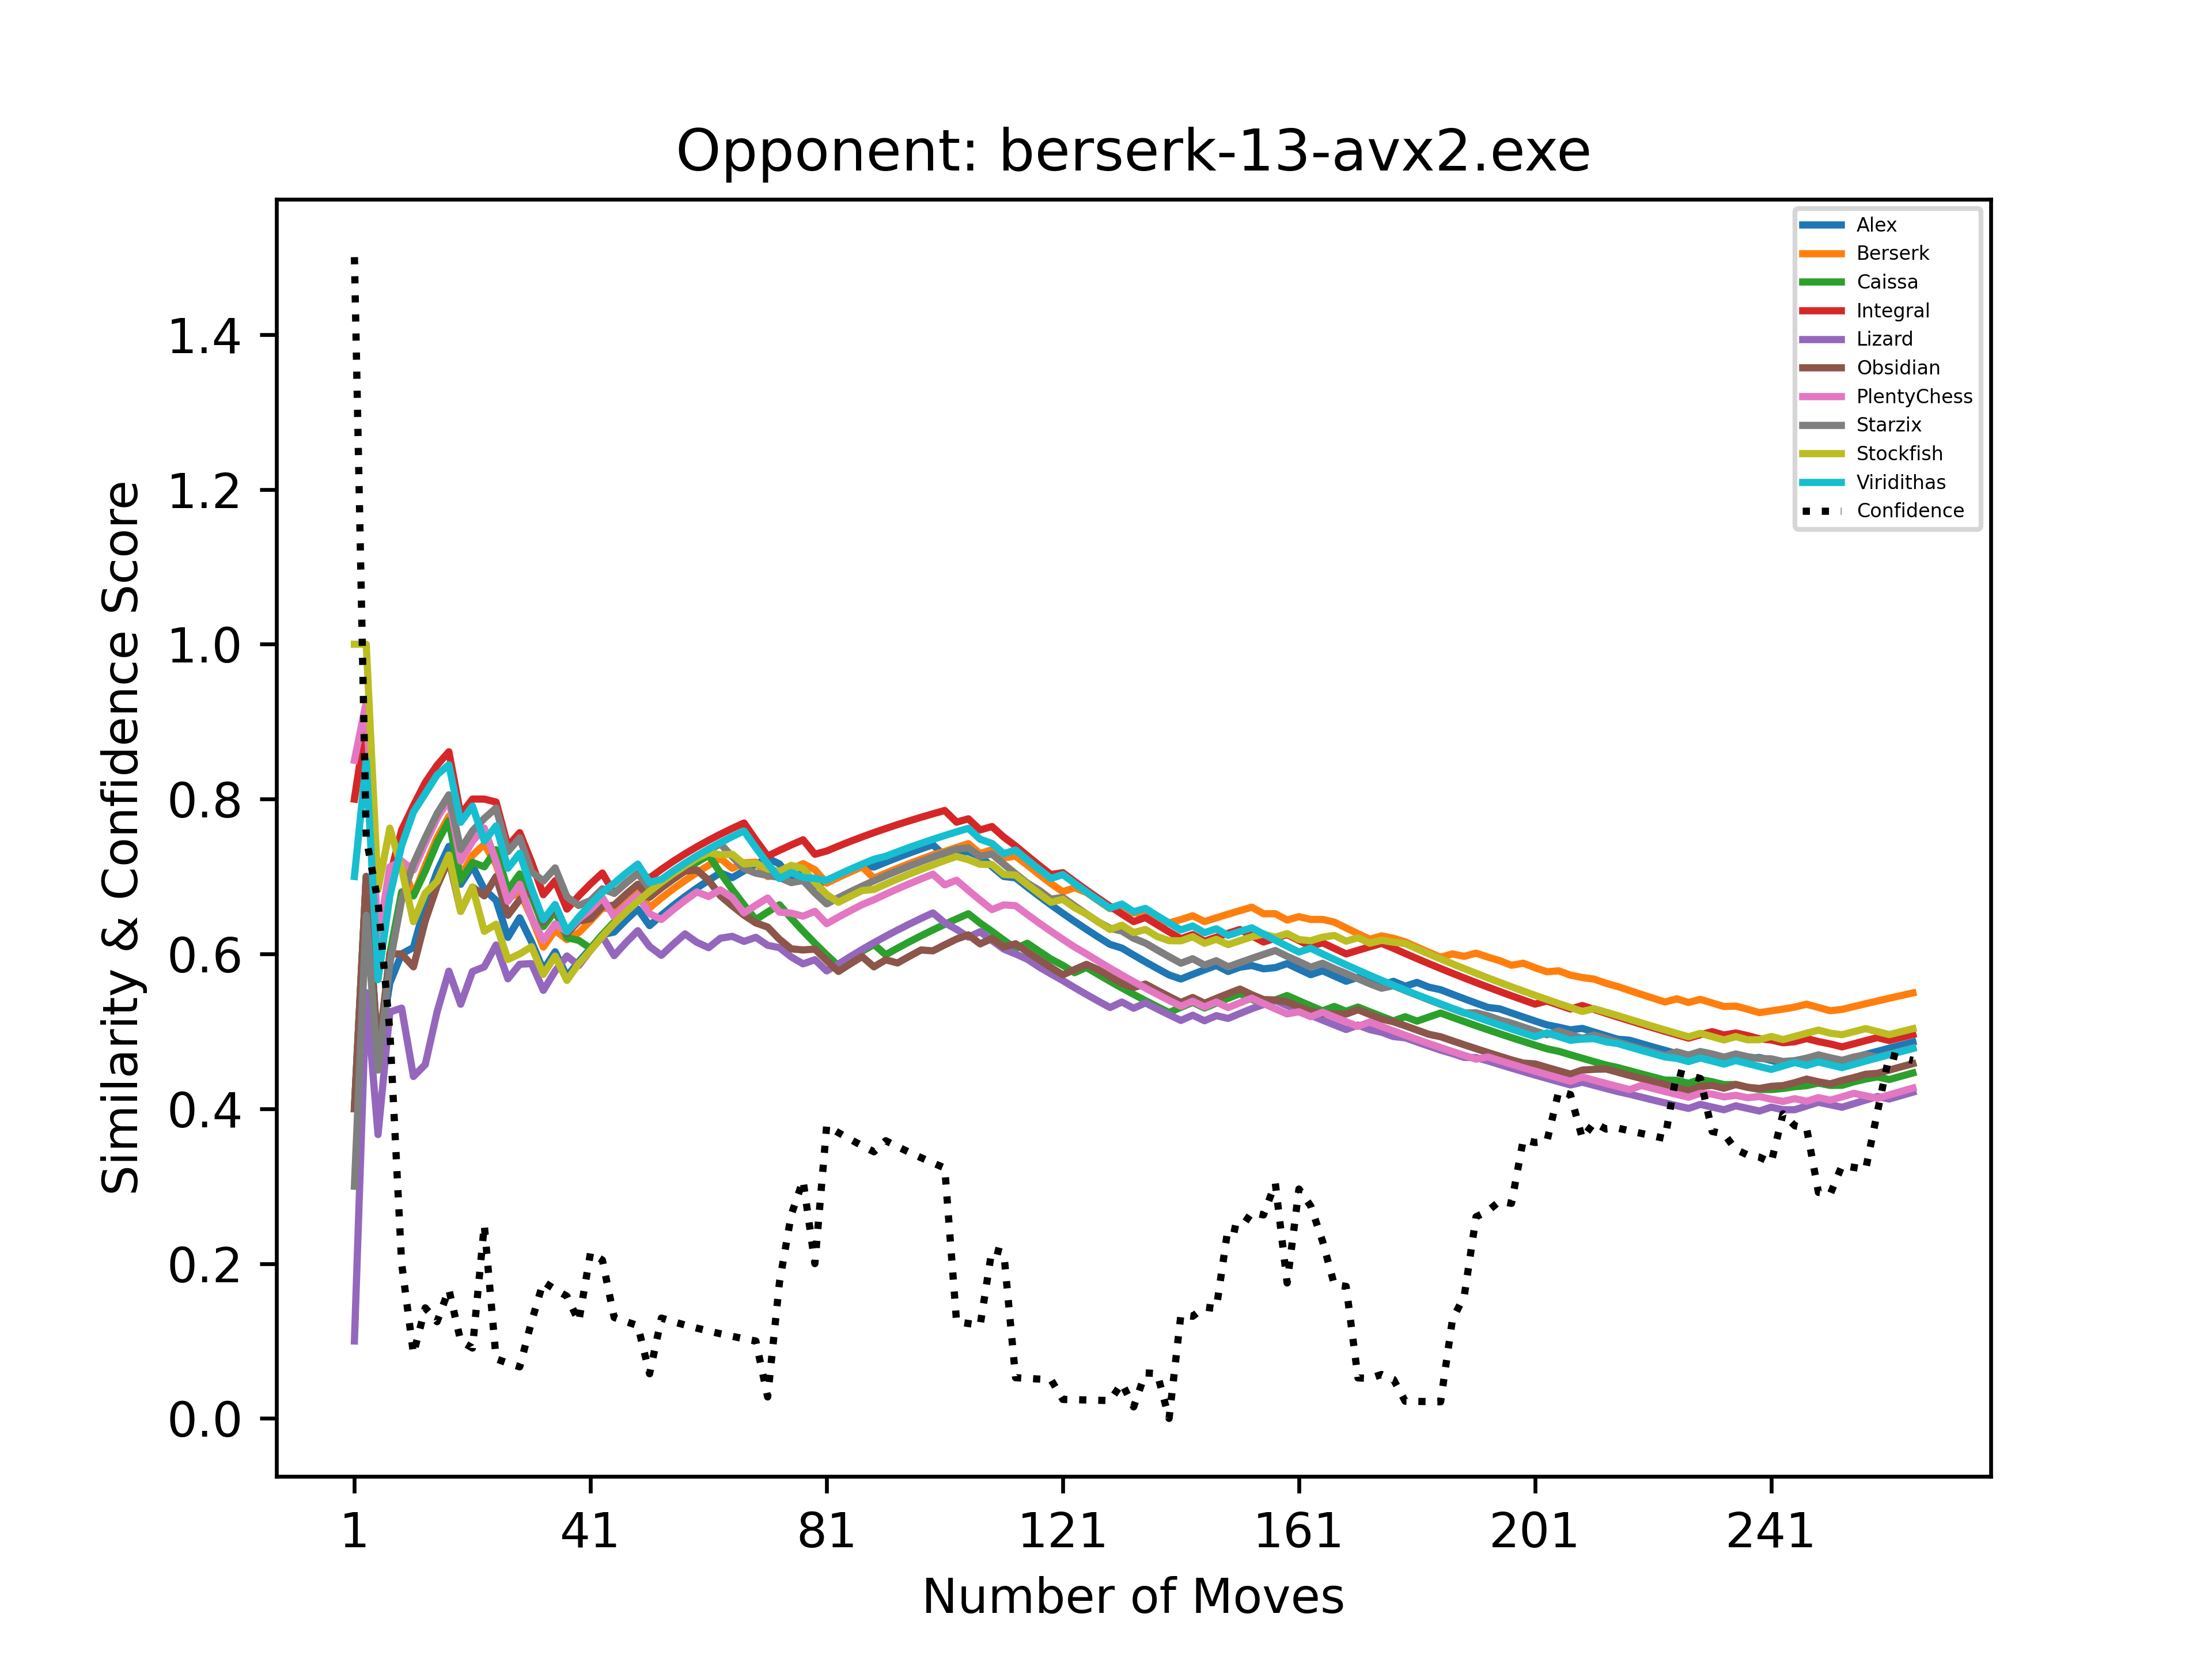 Opponent: berserk-13-avx2.exe
Alex
Berserk
Caissa
Integral
Lizard
Obsidian
PlentyChess
Starzix
Stockfish
Viridithas
Confidence
Similarity & Confidence Score
1.4
1.2
1.0
0.8
0.6
0.4
0.2
0.0
1 41 81 121 161 201 241
Number of Moves